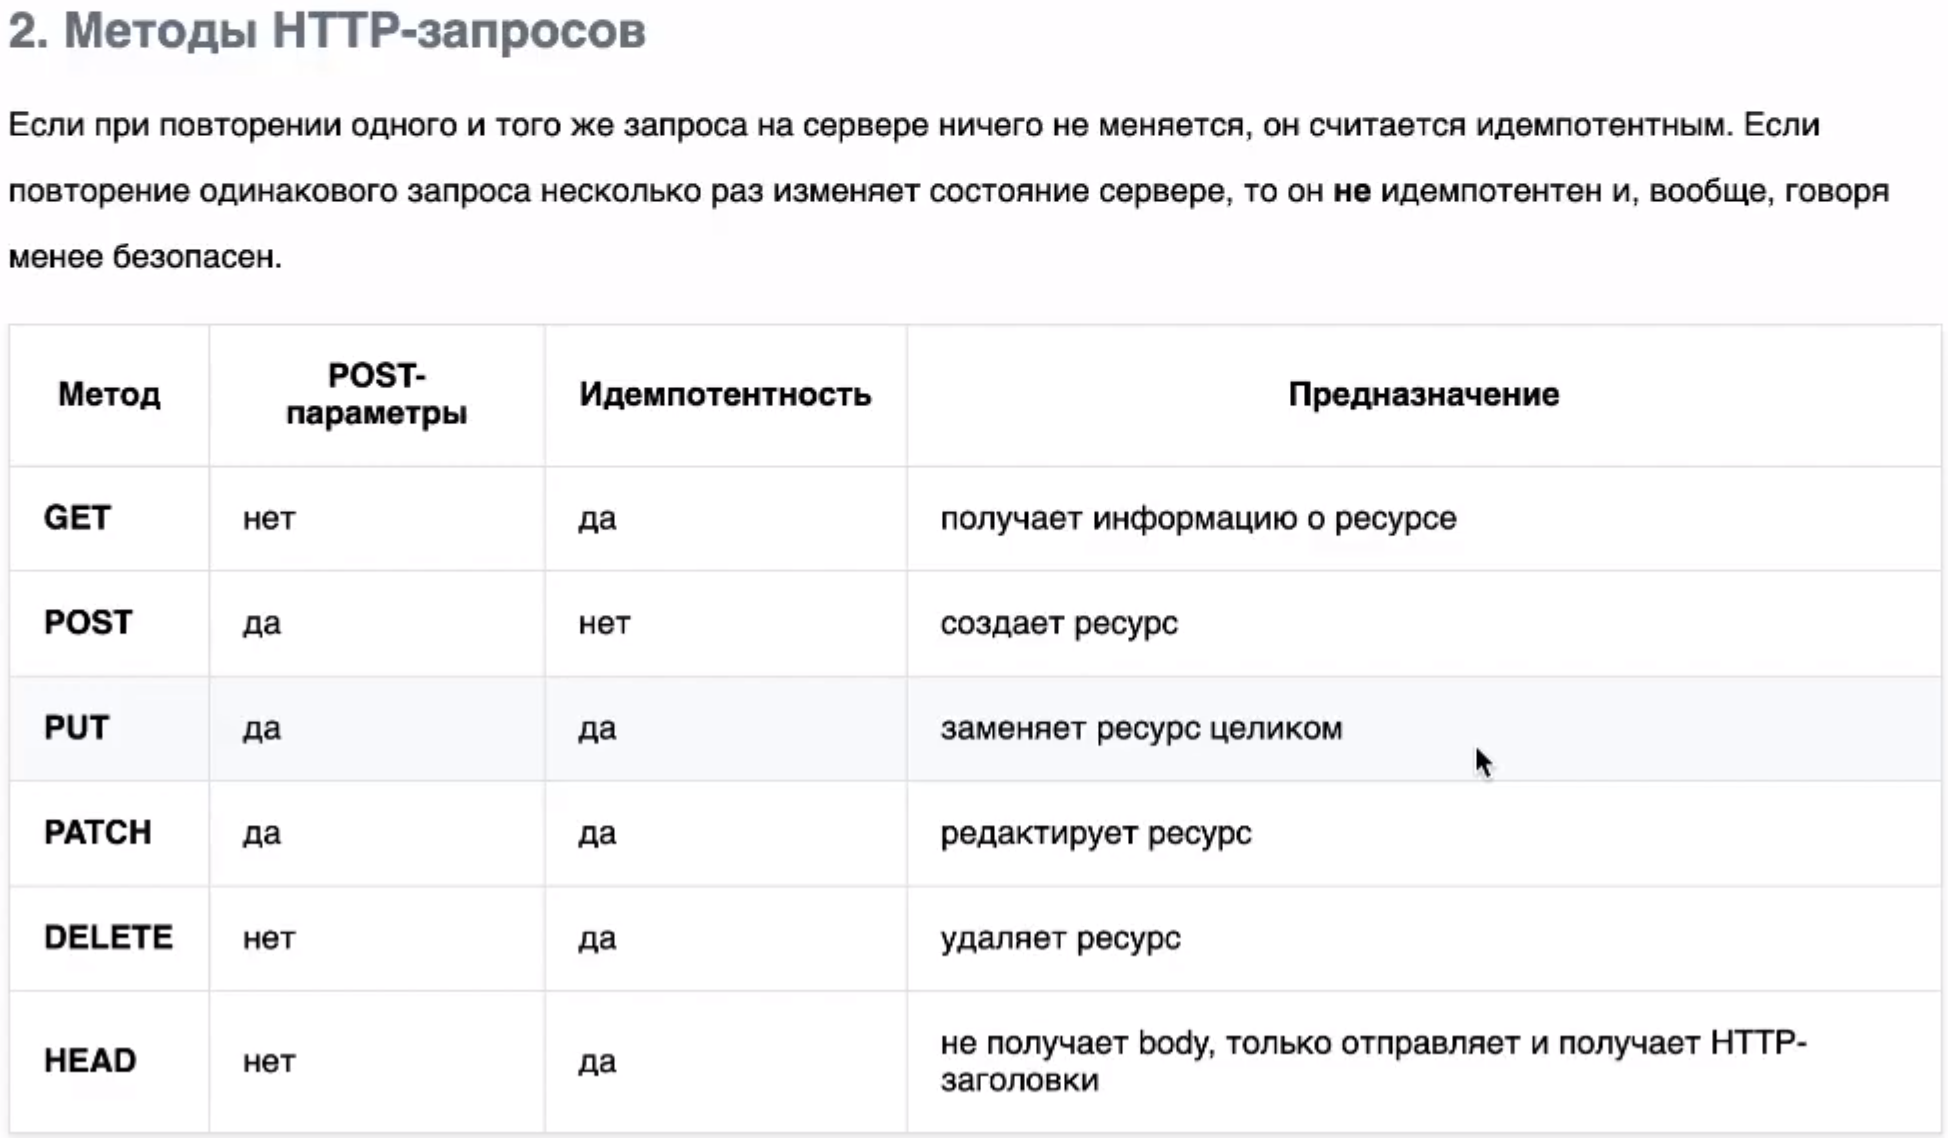 2. Методы HTTP-запросов
Если при повторении одного и того же запроса на сервере ничего не меняется, он считается идемпотентным. Если
повторение одинакового запроса несколько раз изменяет состояние сервере, то он не идемпотентен и, вообще, говоря
менее безопасен.
Метод POST-параметры Идемпотентность Предназначение
GET нет да получает информацию о ресурсе
POST да нет создает ресурс
PUT да да заменяет ресурс целиком
PATCH да да редактирует ресурс
DELETE нет да удаляет ресурс
HEAD нет да не получает body, только отправляет и получает HTTP-
заголовки